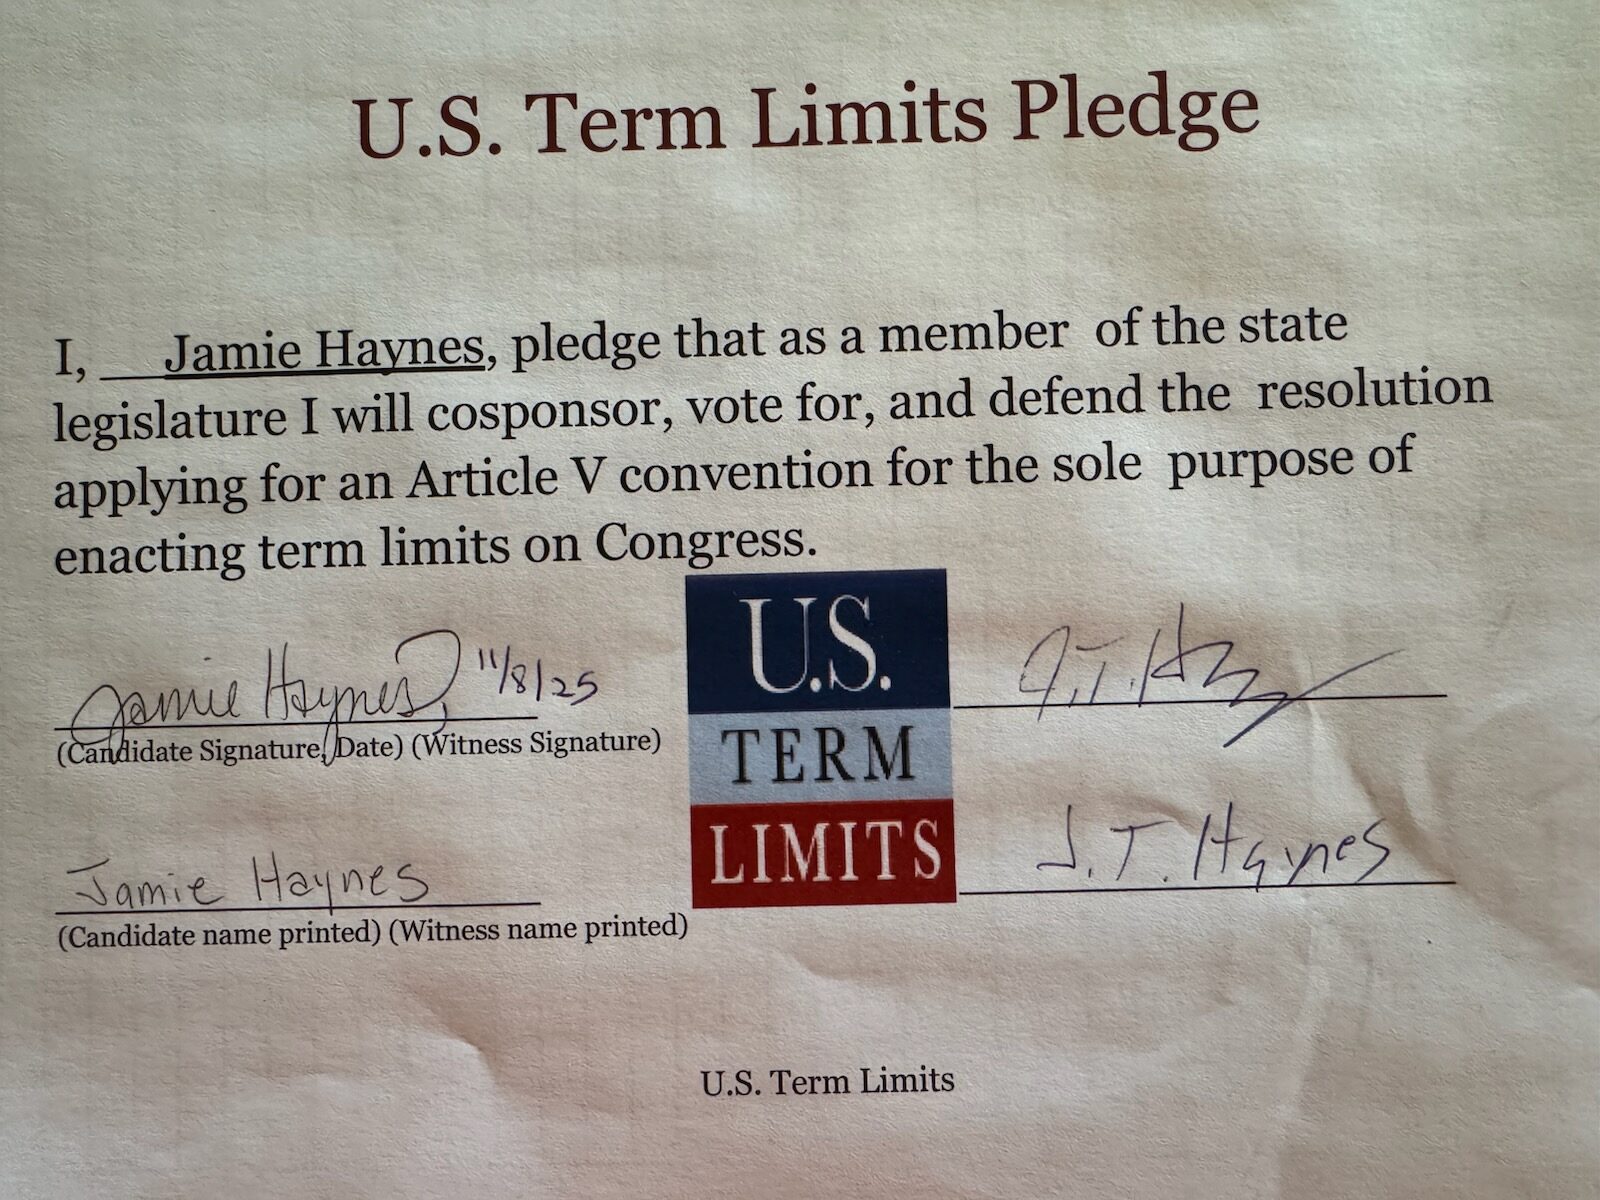 U.S. Term Limits Pledge
I, __Jamie Haynes, pledge that as a member of the state
legislature I will cosponsor, vote for, and defend the resolution
applying for an Article V convention for the sole purpose of
enacting term limits on Congress.
Jamie Haynes, 11/8/25
(Candidate Signature, Date) (Witness Signature)
U.S.
TERM
LIMITS
J.T. Haynes
Jamie Haynes
(Candidate name printed) (Witness name printed)
J.T. Haynes
U.S. Term Limits